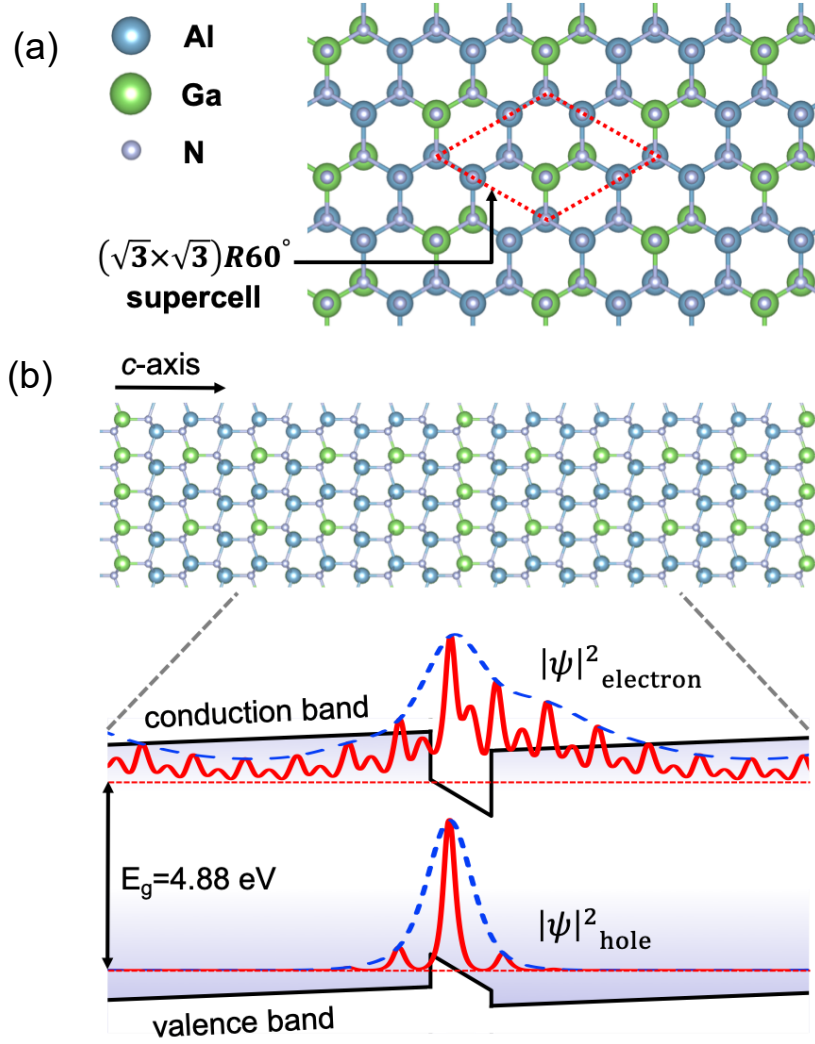 (a)
Al
Ga
N
(√3×√3)R60°
supercell
(b)
c-axis
|ψ|²electron
conduction band
Eg=4.88 eV
|ψ|²hole
valence band